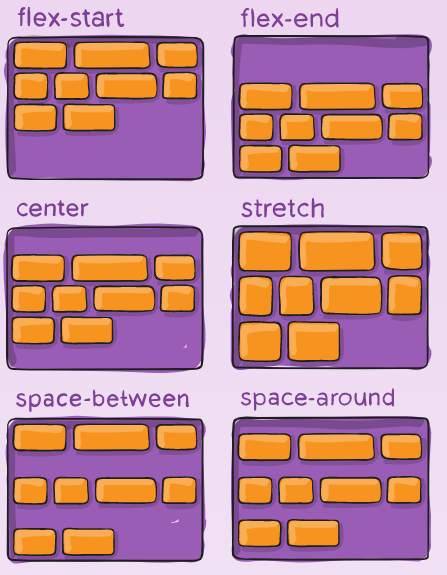 flex-start
flex-end
center
stretch
space-between
space-around